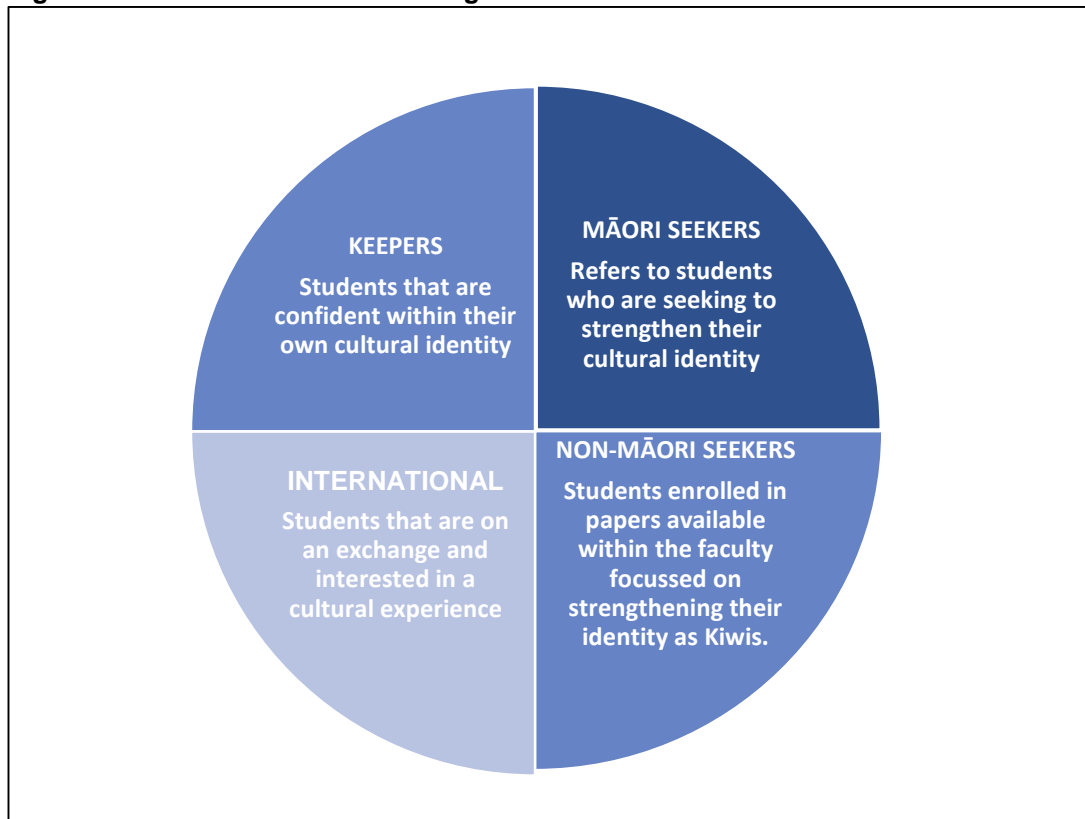 KEEPERS
Students that are
confident within their
own cultural identity
MĀORI SEEKERS
Refers to students
who are seeking to
strengthen their
cultural identity
INTERNATIONAL
Students that are on
an exchange and
interested in a
cultural experience
NON-MĀORI SEEKERS
Students enrolled in
papers available
within the faculty
focussed on
strengthening their
identity as Kiwis.